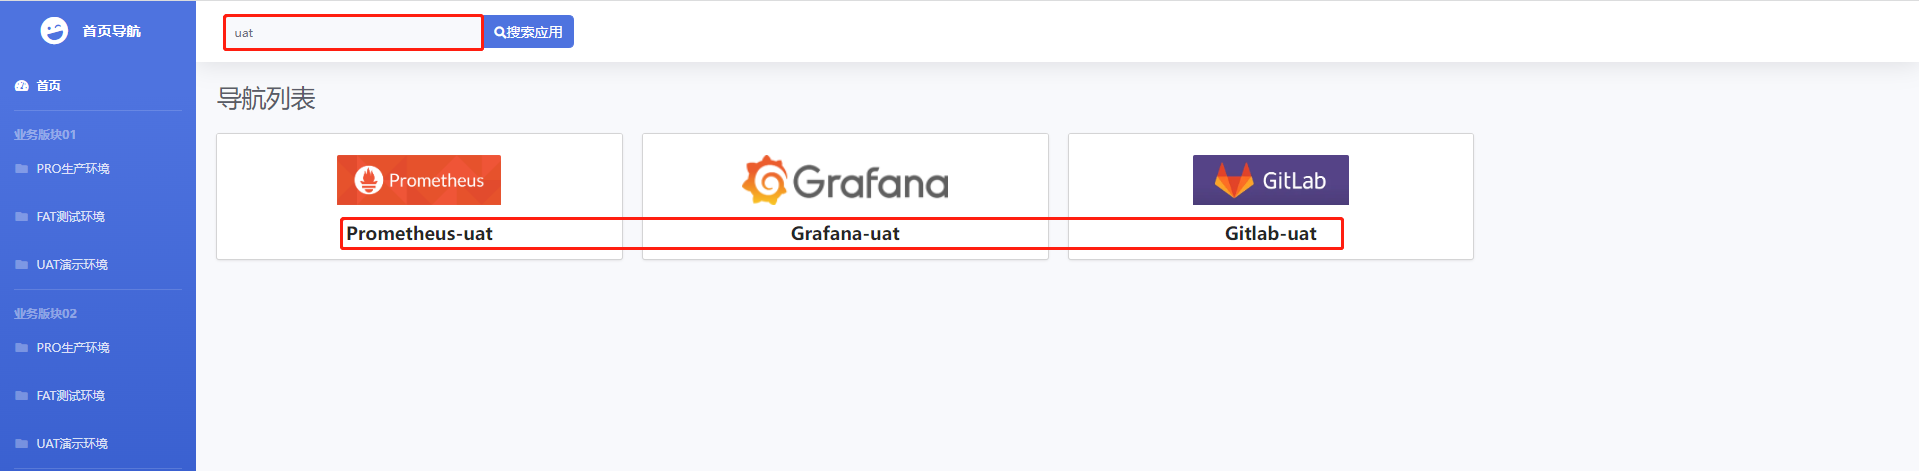 首页导航
首页
业务版块01
PRO生产环境
FAT测试环境
UAT演示环境
业务版块02
PRO生产环境
FAT测试环境
UAT演示环境
uat
搜索应用
导航列表
Prometheus
Prometheus-uat
Grafana
Grafana-uat
GitLab
Gitlab-uat